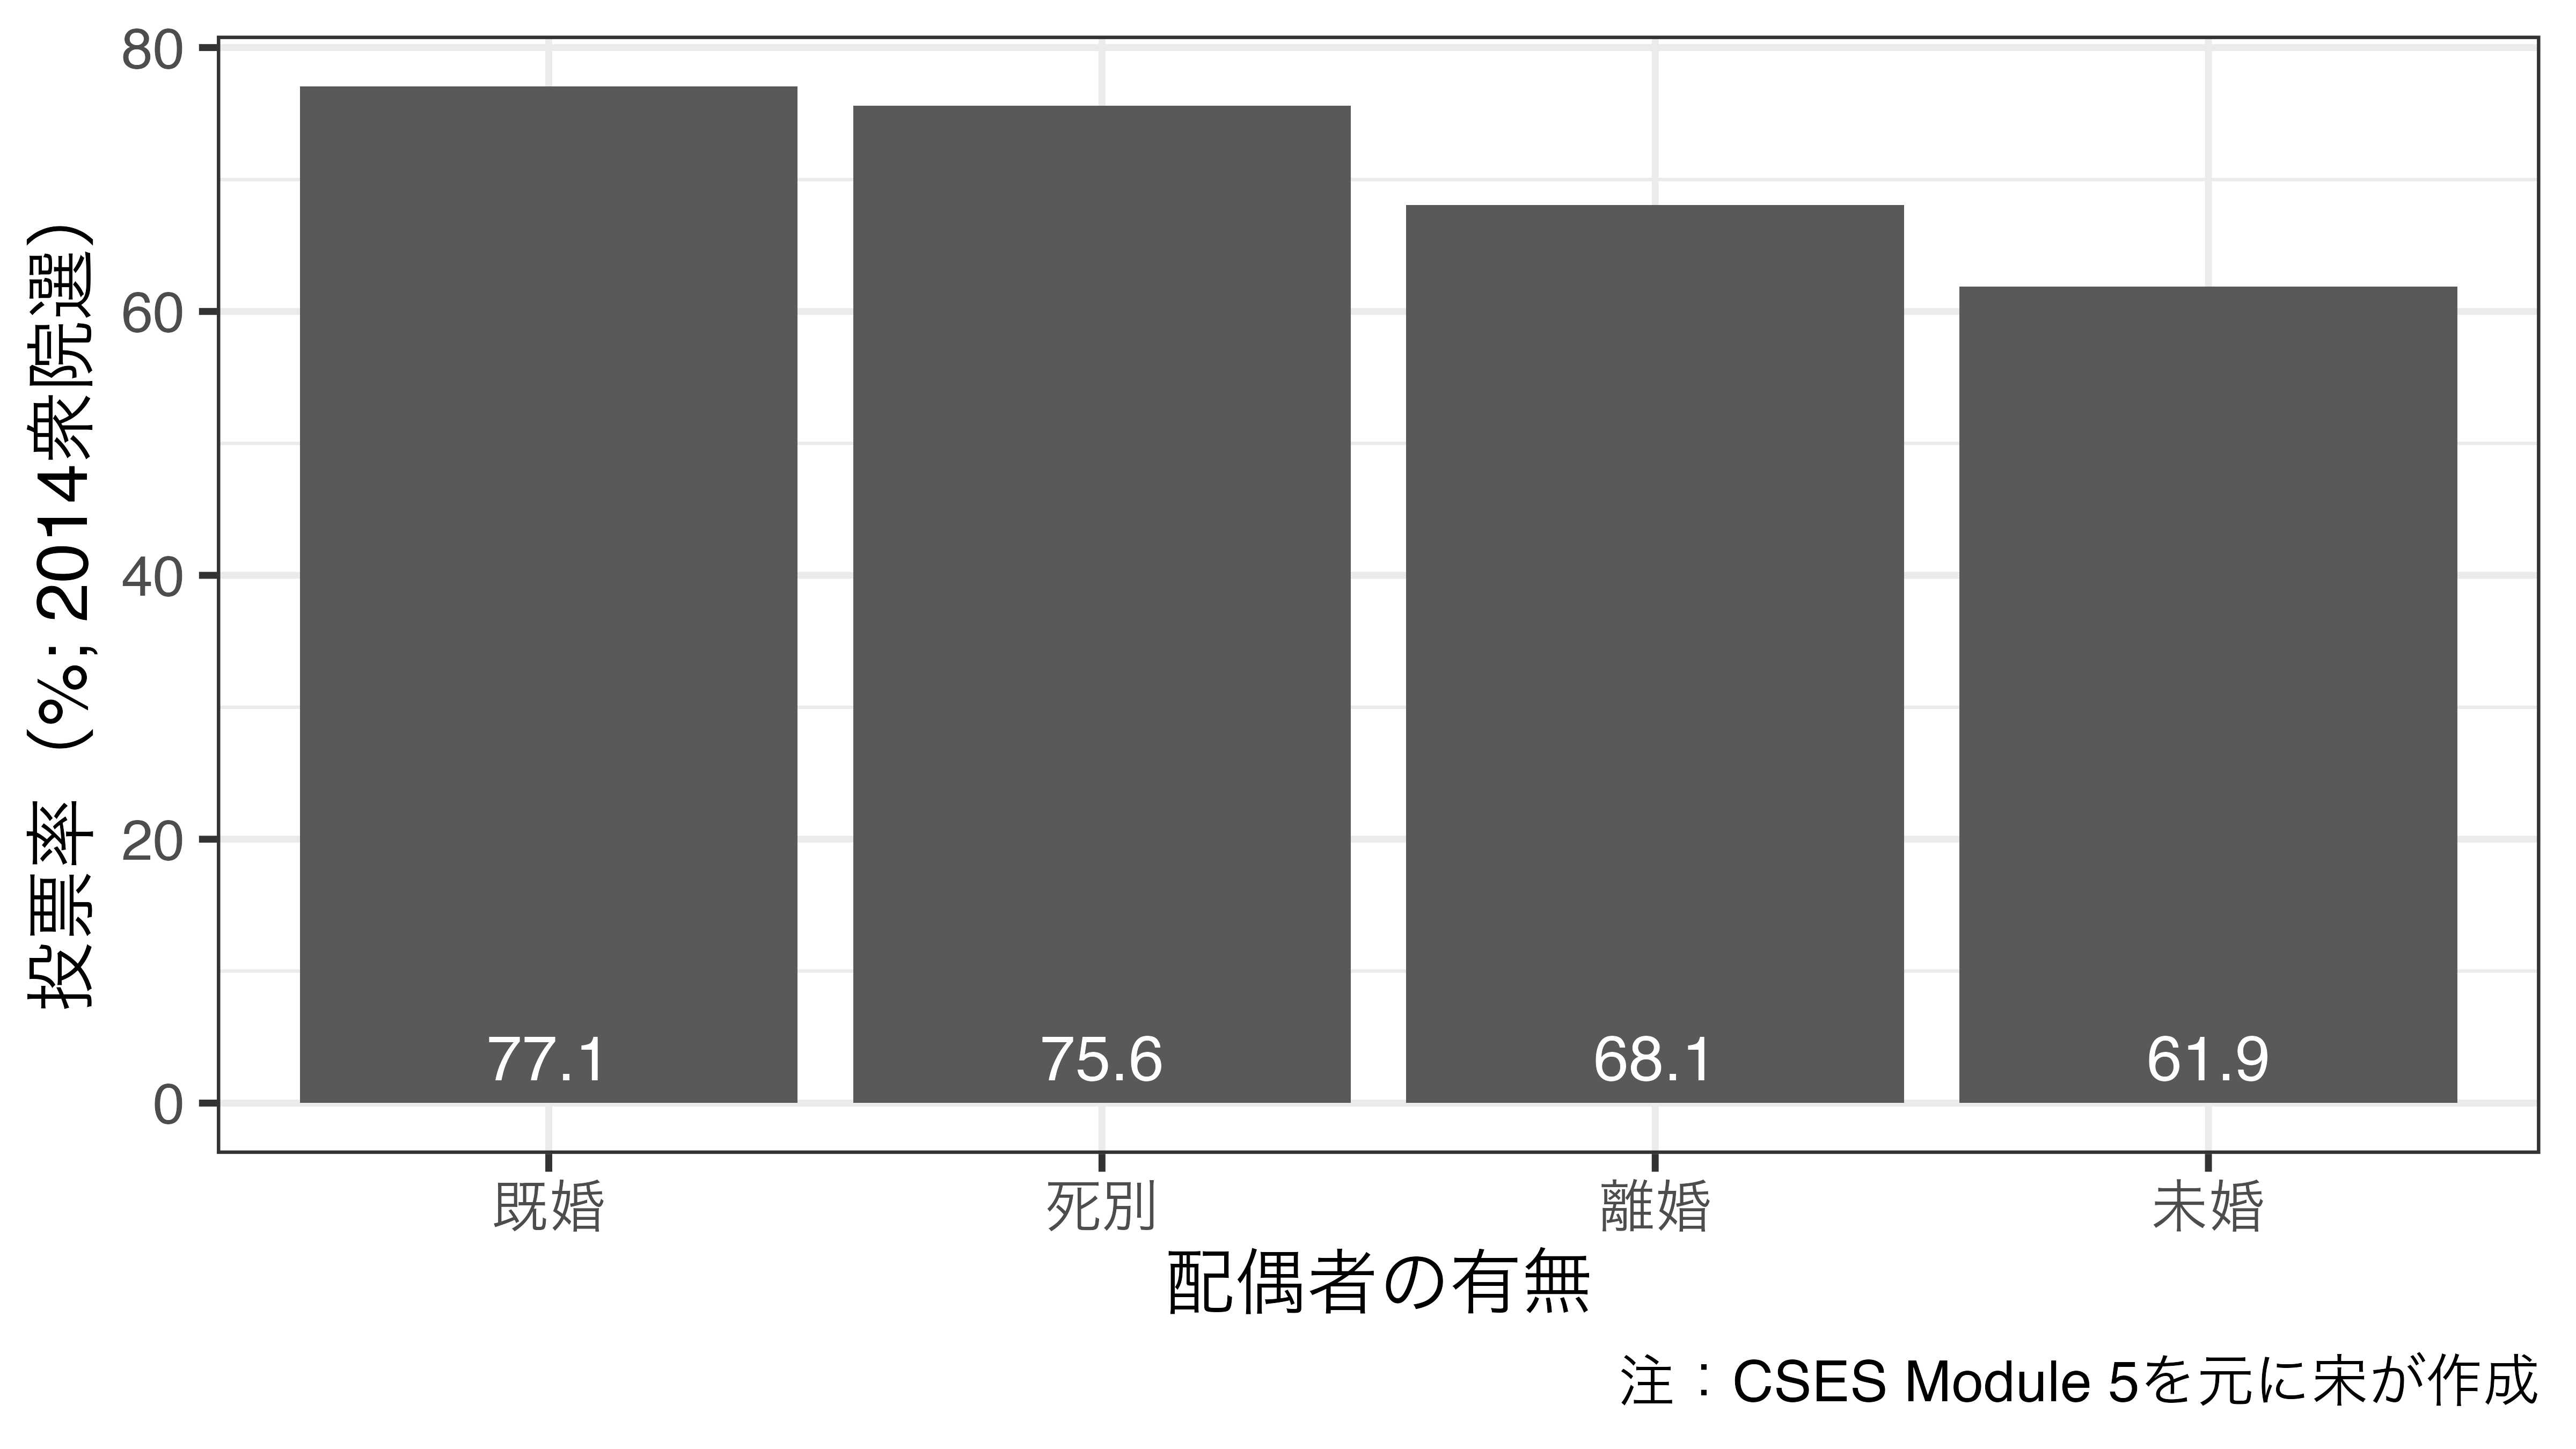 投票率（%; 2014衆院選）
80
60
40
20
0
77.1
75.6
68.1
61.9
既婚
死別
離婚
未婚
配偶者の有無
注：CSES Module 5を元に宋が作成